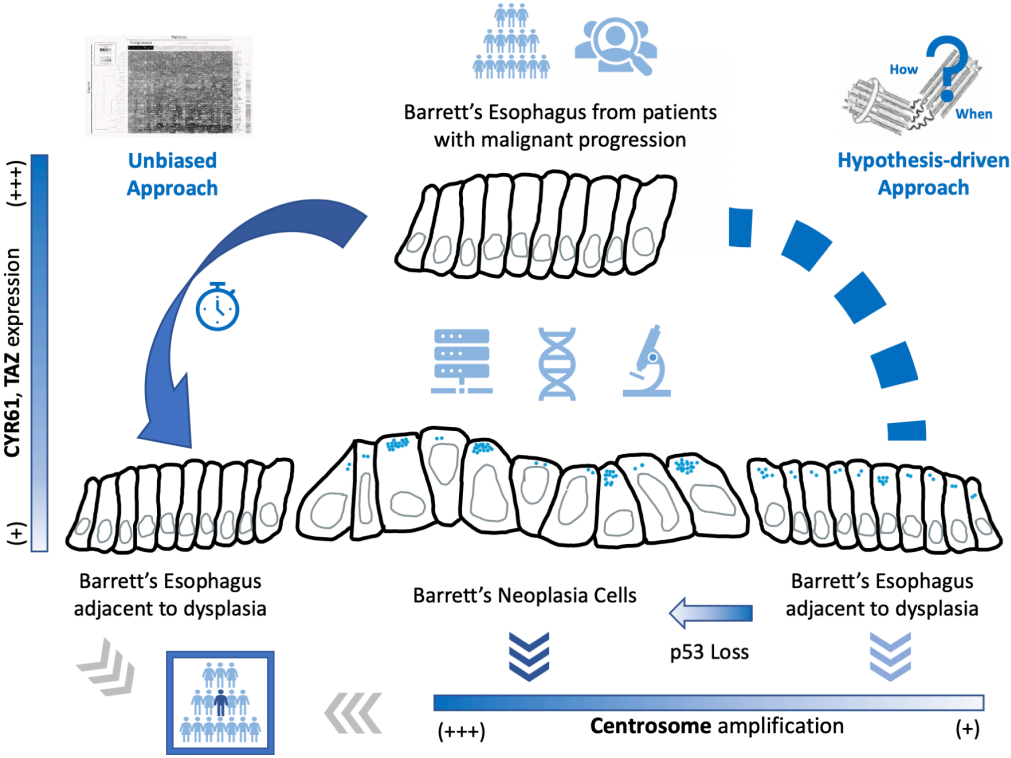 Patients
Unbiased
Approach
Barrett's Esophagus from patients
with malignant progression
How
When
Hypothesis-driven
Approach
(+++)
CYR61, TAZ expression
(+)
Barrett's Esophagus
adjacent to dysplasia
Barrett's Neoplasia Cells
Barrett's Esophagus
adjacent to dysplasia
p53 Loss
(+++)
Centrosome amplification
(+)